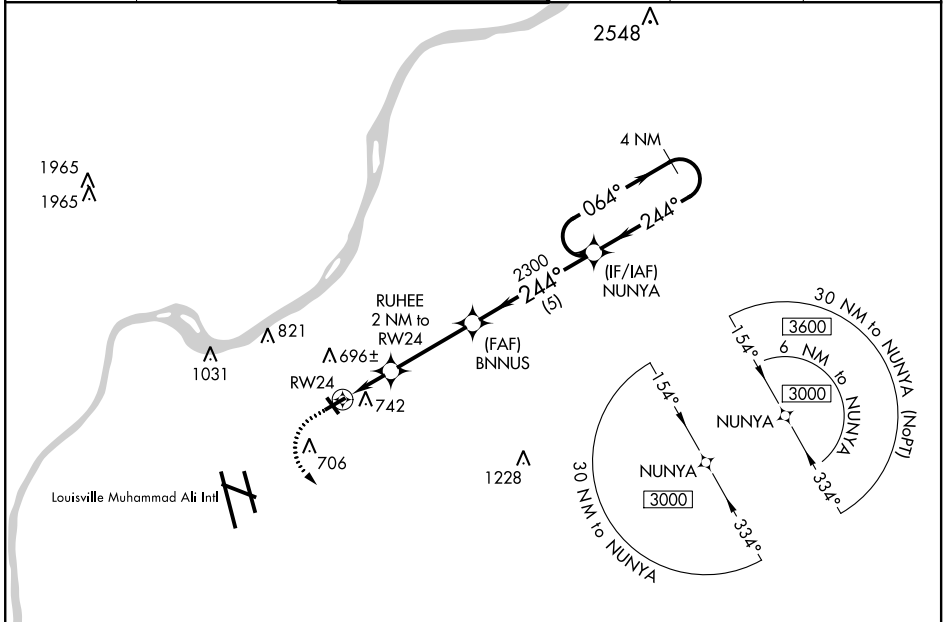 2548
4 NM
1965
1965
064°
244°
2300
244°
(5)
(IF/IAF)
NUNYA
RUHEE
2 NM to
RW24
(FAF)
BNNUS
821
1031
696±
RW24
742
706
1228
Louisville Muhammad Ali Intl
30 NM to NUNYA (NoPT)
3600
154°
6 NM to NUNYA
3000
NUNYA
334°
154°
NUNYA
3000
334°
30 NM to NUNYA